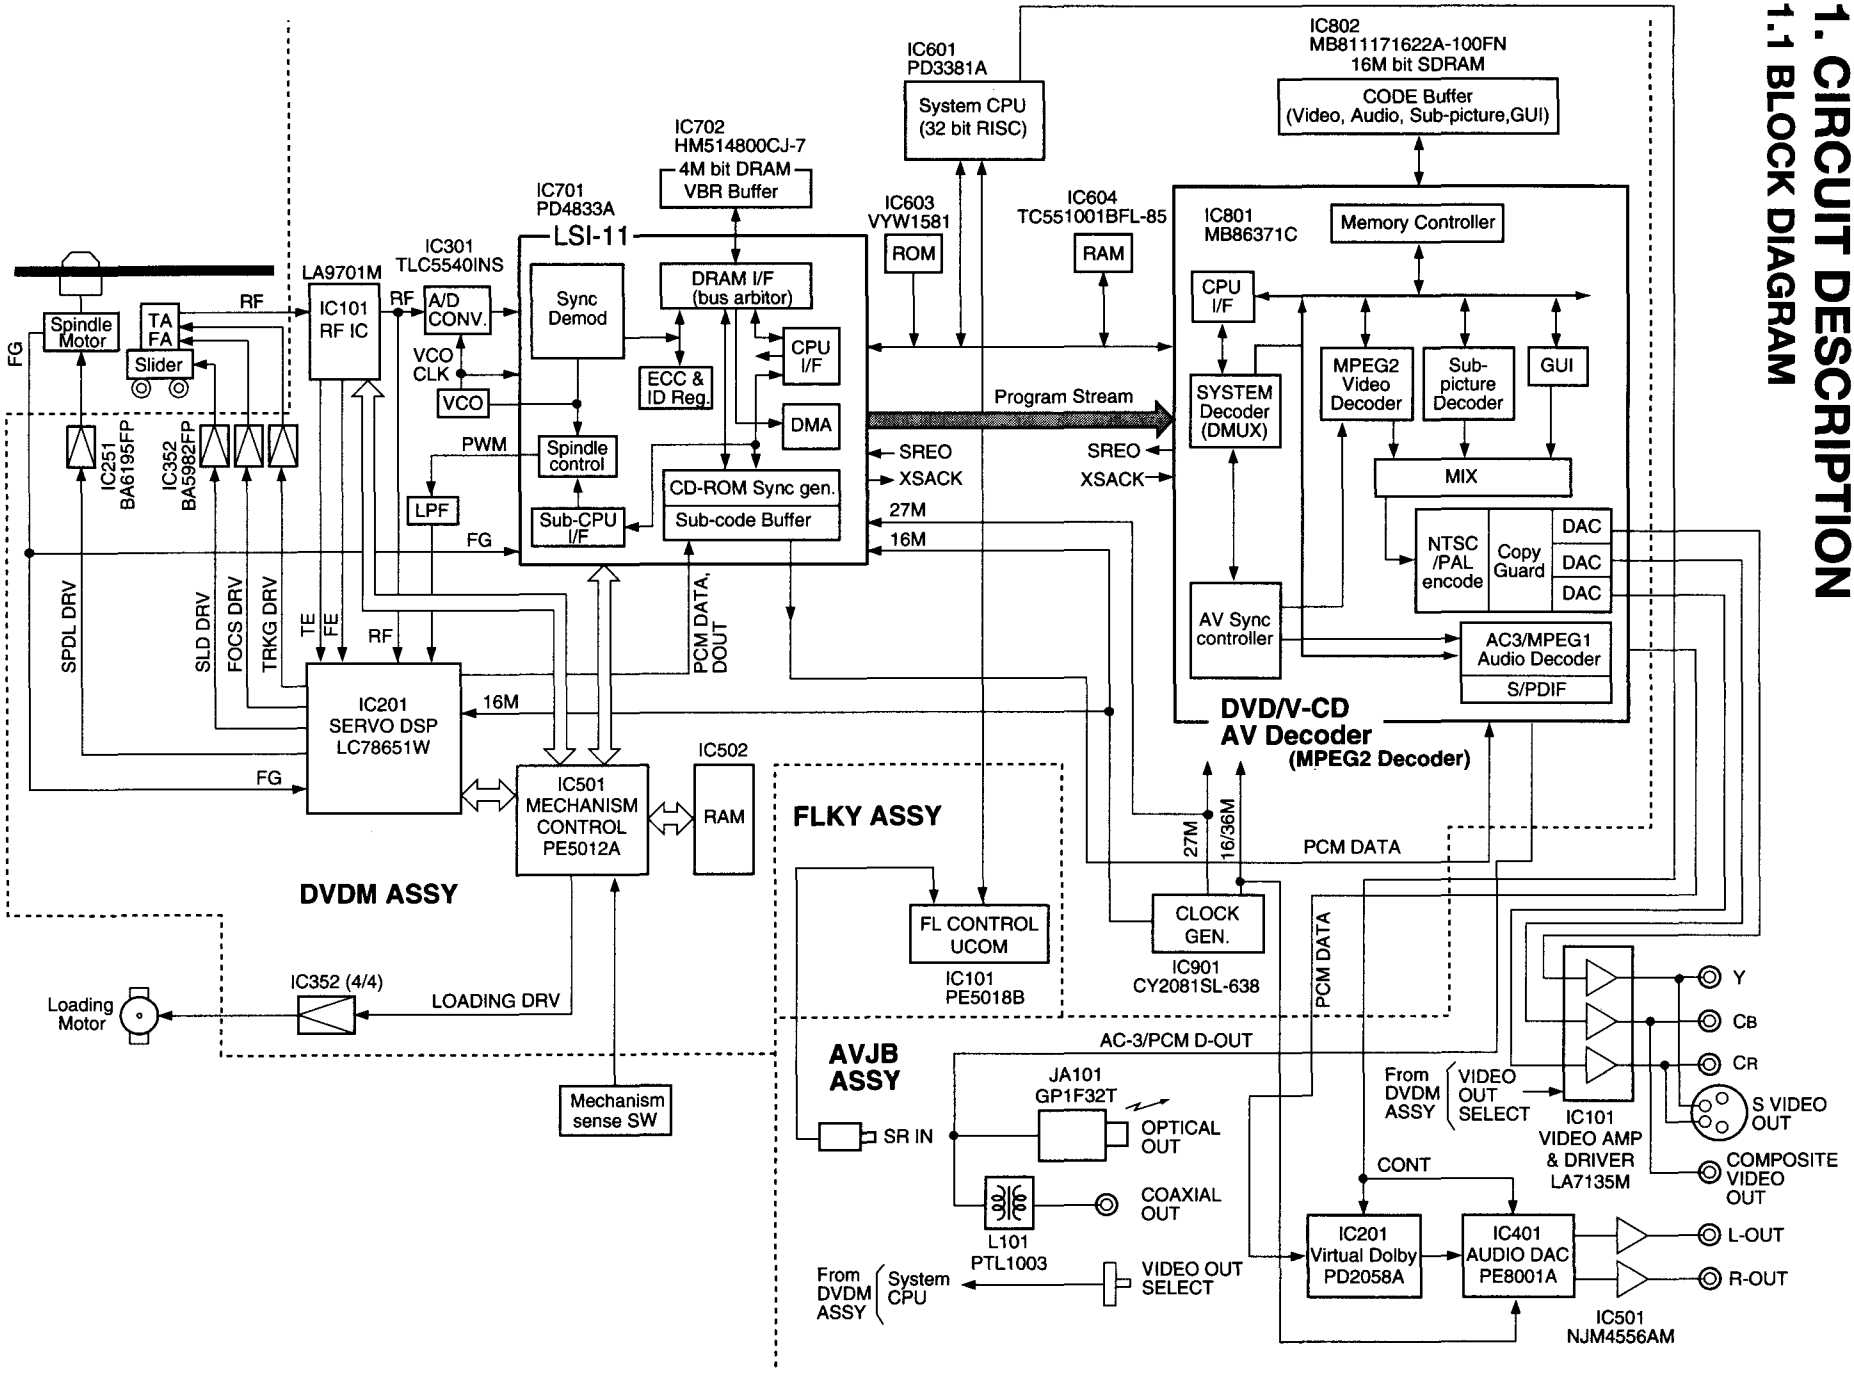 1. CIRCUIT DESCRIPTION
1.1 BLOCK DIAGRAM
IC601
PD3381A
System CPU
(32 bit RISC)
IC802
MB811171622A-100FN
16M bit SDRAM
CODE Buffer
(Video, Audio, Sub-picture,GUI)
IC702
HM514800CJ-7
4M bit DRAM
VBR Buffer
IC701
PD4833A
LSI-11
IC603
VYW1581
ROM
IC604
TC551001BFL-85
RAM
IC801
MB86371C
Memory Controller
CPU
I/F
LA9701M
IC101
RF IC
RF
RF
IC301
TLC5540INS
A/D
CONV.
VCO
CLK
VCO
Sync
Demod
DRAM I/F
(bus arbitor)
CPU
I/F
ECC &
ID Reg.
DMA
Spindle
Motor
FG
TA
FA
Slider
MPEG2
Video
Decoder
Sub-
picture
Decoder
GUI
SYSTEM
Decoder
(DMUX)
Program Stream
SREO
XSACK
SREO
XSACK
MIX
PWM
LPF
Spindle
control
Sub-CPU
I/F
CD-ROM Sync gen.
Sub-code Buffer
27M
16M
FG
IC251
BA6195FP
IC352
BA5982FP
NTSC
/PAL
encode
Copy
Guard
DAC
DAC
DAC
AV Sync
controller
AC3/MPEG1
Audio Decoder
S/PDIF
SPDL DRV
SLD DRV
FOCS DRV
TRKG DRV
TE
FE
RF
PCM DATA,
DOUT
16M
IC201
SERVO DSP
LC78651W
FG
DVD/V-CD
AV Decoder
(MPEG2 Decoder)
IC501
MECHANISM
CONTROL
PE5012A
IC502
RAM
FLKY ASSY
27M
16/36M
PCM DATA
DVDM ASSY
FL CONTROL
UCOM
IC101
PE5018B
CLOCK
GEN.
IC901
CY2081SL-638
PCM DATA
Loading
Motor
IC352 (4/4)
LOADING DRV
Mechanism
sense SW
AVJB
ASSY
AC-3/PCM D-OUT
JA101
GP1F32T
SR IN
OPTICAL
OUT
L101
PTL1003
COAXIAL
OUT
From
DVDM
ASSY
System
CPU
VIDEO OUT
SELECT
From
DVDM
ASSY
VIDEO
OUT
SELECT
IC101
VIDEO AMP
& DRIVER
LA7135M
Y
CB
CR
S VIDEO
OUT
COMPOSITE
VIDEO
OUT
CONT
IC201
Virtual Dolby
PD2058A
IC401
AUDIO DAC
PE8001A
L-OUT
R-OUT
IC501
NJM4556AM